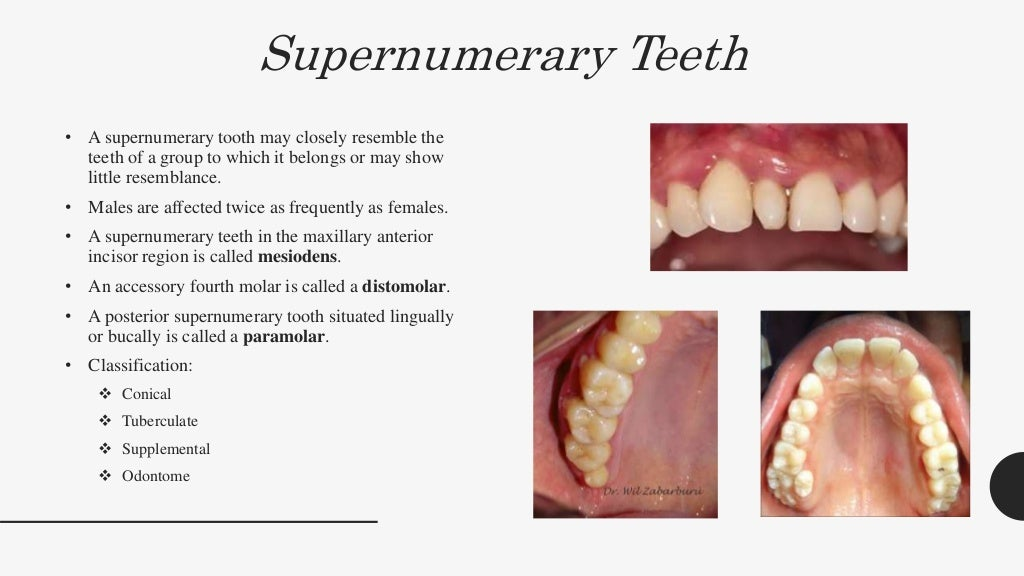 Supernumerary Teeth
• A supernumerary tooth may closely resemble the
teeth of a group to which it belongs or may show
little resemblance.
• Males are affected twice as frequently as females.
• A supernumerary teeth in the maxillary anterior
incisor region is called mesiodens.
• An accessory fourth molar is called a distomolar.
• A posterior supernumerary tooth situated lingually
or bucally is called a paramolar.
• Classification:
❖ Conical
❖ Tuberculate
❖ Supplemental
❖ Odontome
Dr. Wil Zabarburú